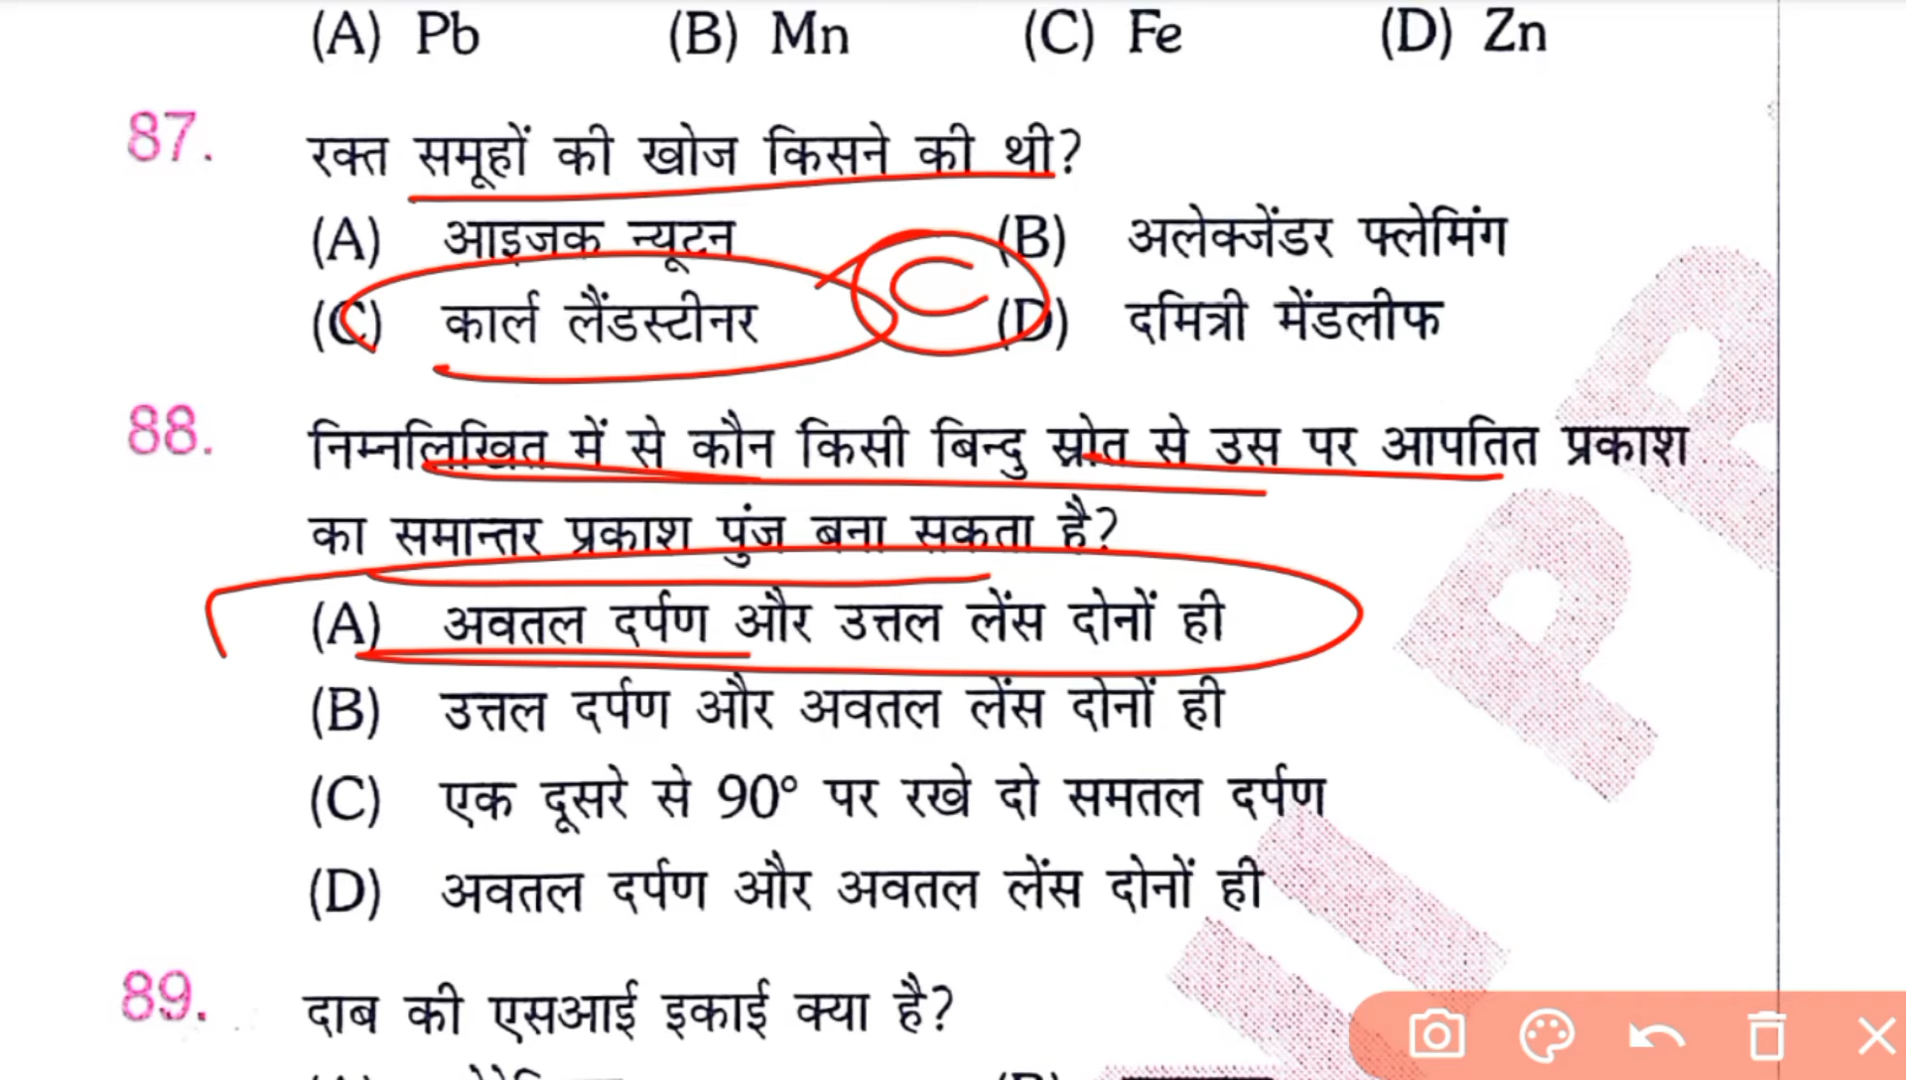 (A) Pb (B) Mn (C) Fe (D) Zn
87. रक्त समूहों की खोज किसने की थी?
(A) आइजक न्यूटन (B) अलेक्जेंडर फ्लेमिंग
(C) कार्ल लैंडस्टीनर (D) दमित्री मेंडलीफ
C
88. निम्नलिखित में से कौन किसी बिन्दु स्रोत से उस पर आपतित प्रकाश
का समान्तर प्रकाश पुंज बना सकता है?
(A) अवतल दर्पण और उत्तल लेंस दोनों ही
(B) उत्तल दर्पण और अवतल लेंस दोनों ही
(C) एक दूसरे से 90° पर रखे दो समतल दर्पण
(D) अवतल दर्पण और अवतल लेंस दोनों ही
89. दाब की एसआई इकाई क्या है?